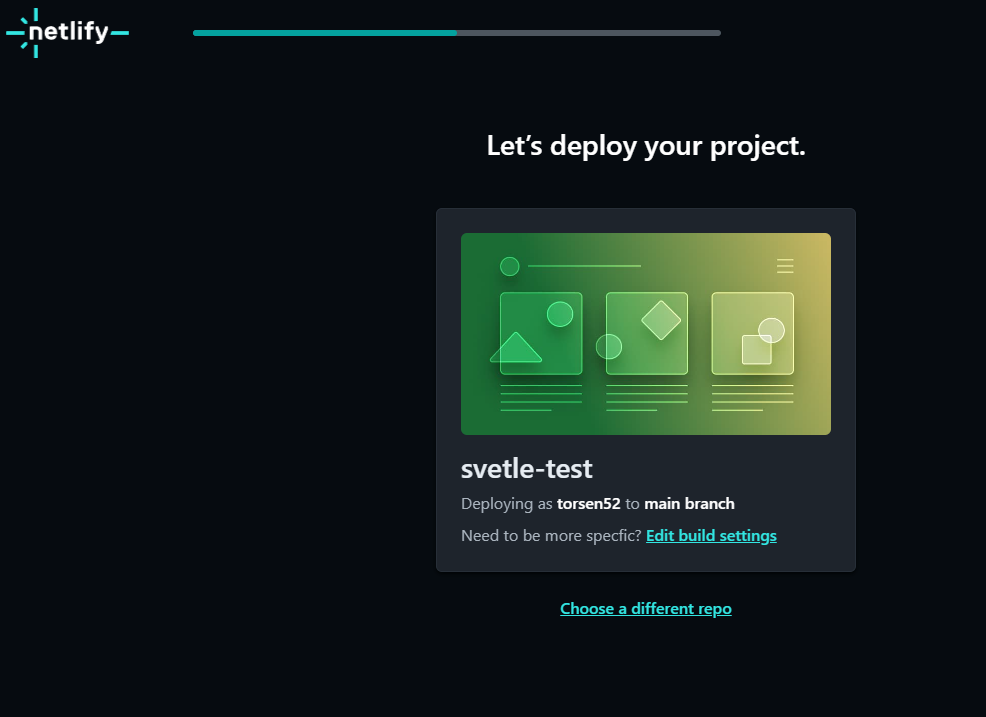 netlify
Let's deploy your project.
svetle-test
Deploying as torsen52 to main branch
Need to be more specfic? Edit build settings
Choose a different repo